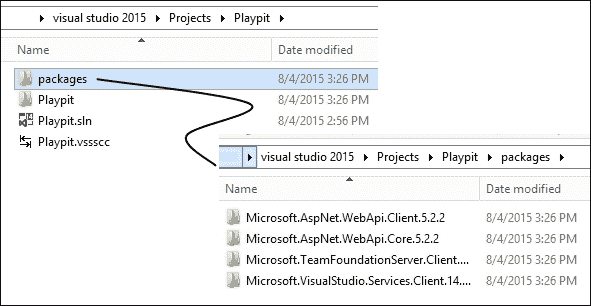 visual studio 2015 Projects Playpit
Name Date modified
packages 8/4/2015 3:26 PM
Playpit 8/4/2015 3:26 PM
Playpit.sln 8/4/2015 2:56 PM
Playpit.vssscc
visual studio 2015 Projects Playpit packages
Name Date modified
Microsoft.AspNet.WebApi.Client.5.2.2 8/4/2015 3:26 PM
Microsoft.AspNet.WebApi.Core.5.2.2 8/4/2015 3:26 PM
Microsoft.TeamFoundationServer.Client.... 8/4/2015 3:26 PM
Microsoft.VisualStudio.Services.Client.14.... 8/4/2015 3:26 PM